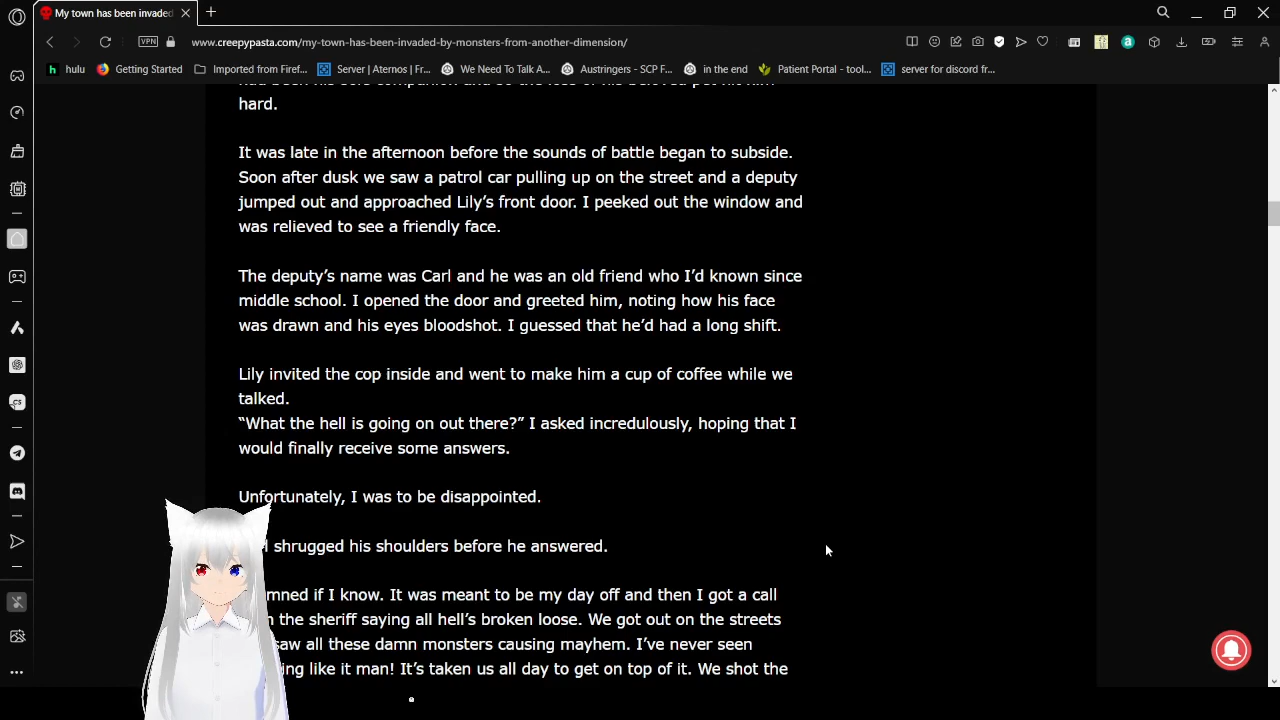 My town has been invaded
VPN
www.creepypasta.com/my-town-has-been-invaded-by-monsters-from-another-dimension/
hulu
Getting Started
Imported from Firef...
Server | Aternos | Fr...
We Need To Talk A...
Austringers - SCP F...
in the end
Patient Portal - tool...
server for discord fr...
hard.
It was late in the afternoon before the sounds of battle began to subside.
Soon after dusk we saw a patrol car pulling up on the street and a deputy
jumped out and approached Lily’s front door. I peeked out the window and
was relieved to see a friendly face.
The deputy’s name was Carl and he was an old friend who I’d known since
middle school. I opened the door and greeted him, noting how his face
was drawn and his eyes bloodshot. I guessed that he’d had a long shift.
Lily invited the cop inside and went to make him a cup of coffee while we
talked.
“What the hell is going on out there?” I asked incredulously, hoping that I
would finally receive some answers.
Unfortunately, I was to be disappointed.
shrugged his shoulders before he answered.
if I know. It was meant to be my day off and then I got a call
the sheriff saying all hell’s broken loose. We got out on the streets
saw all these damn monsters causing mayhem. I’ve never seen
like it man! It’s taken us all day to get on top of it. We shot the